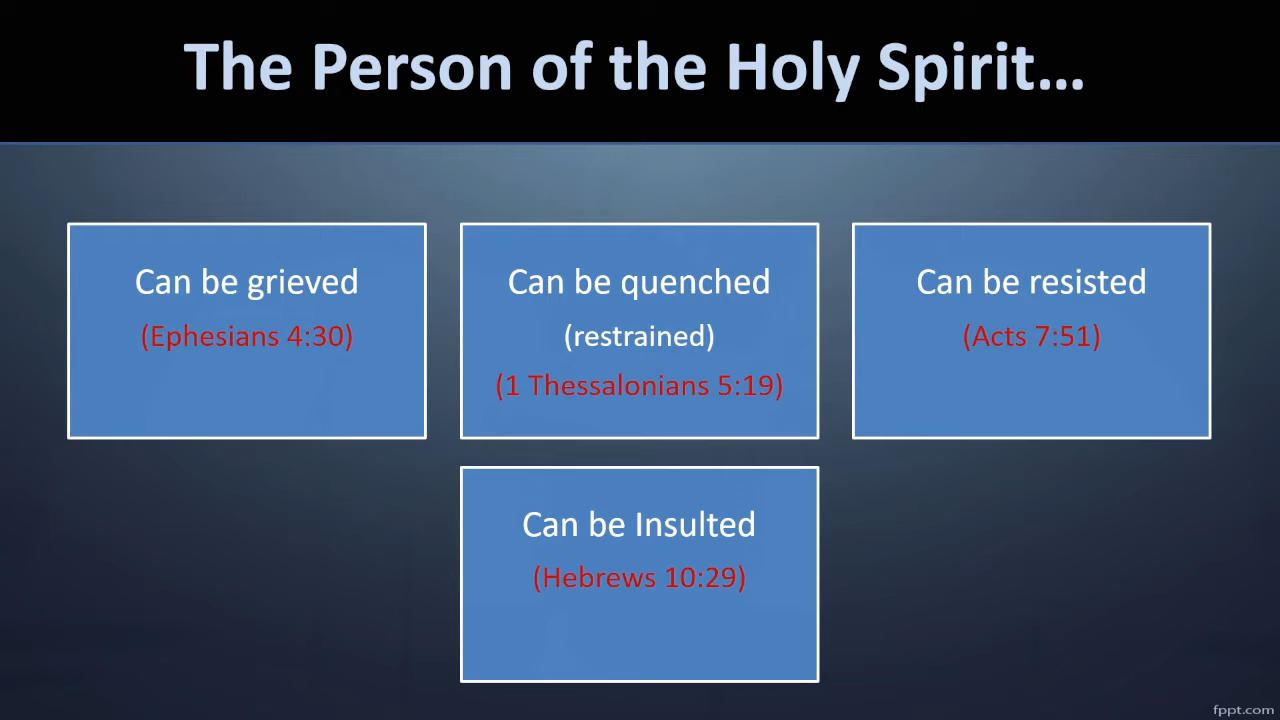 The Person of the Holy Spirit...
Can be grieved
(Ephesians 4:30)
Can be quenched
(restrained)
(1 Thessalonians 5:19)
Can be resisted
(Acts 7:51)
Can be Insulted
(Hebrews 10:29)
fppt.com